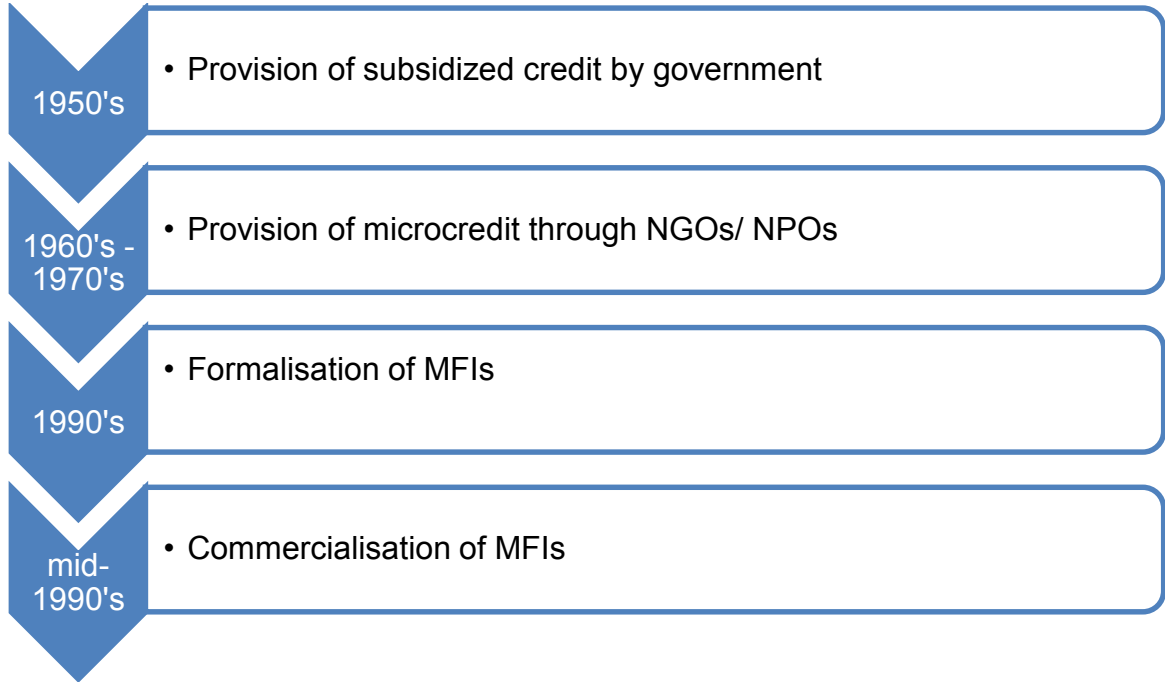 1950's
• Provision of subsidized credit by government
1960's -
1970's
• Provision of microcredit through NGOs/ NPOs
1990's
• Formalisation of MFIs
mid-
1990's
• Commercialisation of MFIs